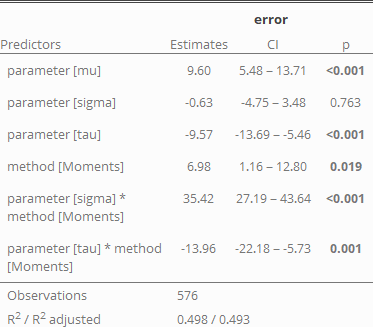 error
Predictors Estimates CI p
parameter [mu] 9.60 5.48 – 13.71 <0.001
parameter [sigma] -0.63 -4.75 – 3.48 0.763
parameter [tau] -9.57 -13.69 – -5.46 <0.001
method [Moments] 6.98 1.16 – 12.80 0.019
parameter [sigma] * 35.42 27.19 – 43.64 <0.001
method [Moments]
parameter [tau] * method -13.96 -22.18 – -5.73 0.001
[Moments]
Observations 576
R² / R² adjusted 0.498 / 0.493